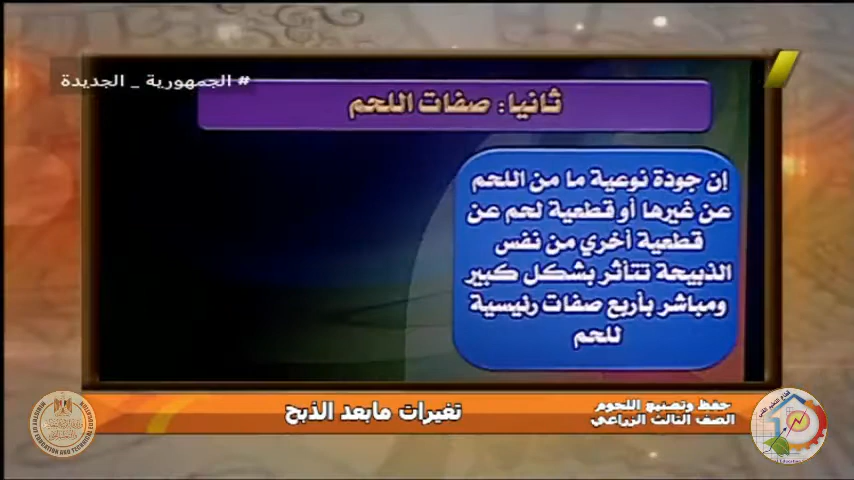 # الجمهورية _ الجديدة
ثانيا: صفات اللحم
إن جودة نوعية ما من اللحم
عن غيرها أو قطعية لحم عن
قطعية أخري من نفس
الذبيحة تتأثر بشكل كبير
ومباشر بأربع صفات رئيسية
للحم
حفظ وتصنيع اللحوم
الصف الثالث الزراعي
تغيرات مابعد الذبح